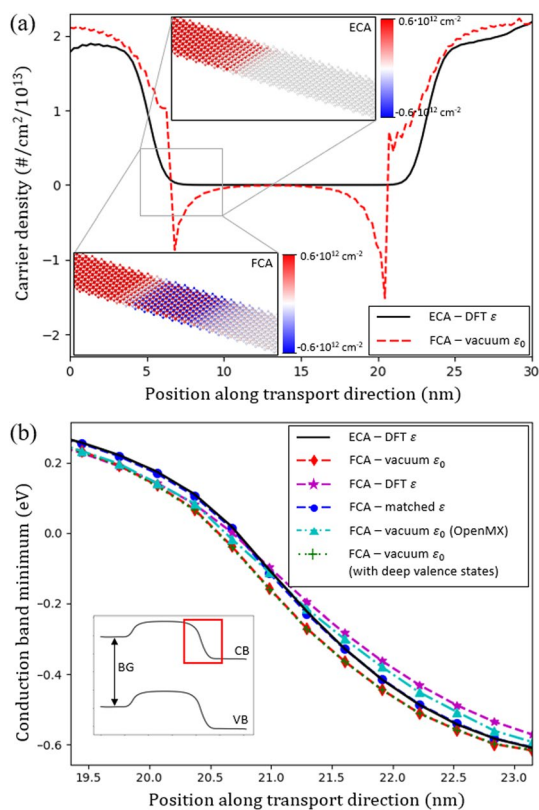 (a)
ECA
0.6·10¹² cm⁻²
-0.6·10¹² cm⁻²
FCA
0.6·10¹² cm⁻²
-0.6·10¹² cm⁻²
2
1
0
-1
-2
Carrier density (#/cm²/10¹³)
ECA – DFT ε
FCA – vacuum ε₀
0 5 10 15 20 25 30
Position along transport direction (nm)
(b)
ECA – DFT ε
FCA – vacuum ε₀
FCA – DFT ε
FCA – matched ε
FCA – vacuum ε₀ (OpenMX)
FCA – vacuum ε₀
(with deep valence states)
0.2
0.0
-0.2
-0.4
-0.6
Conduction band minimum (eV)
CB
BG
VB
19.5 20.0 20.5 21.0 21.5 22.0 22.5 23.0
Position along transport direction (nm)